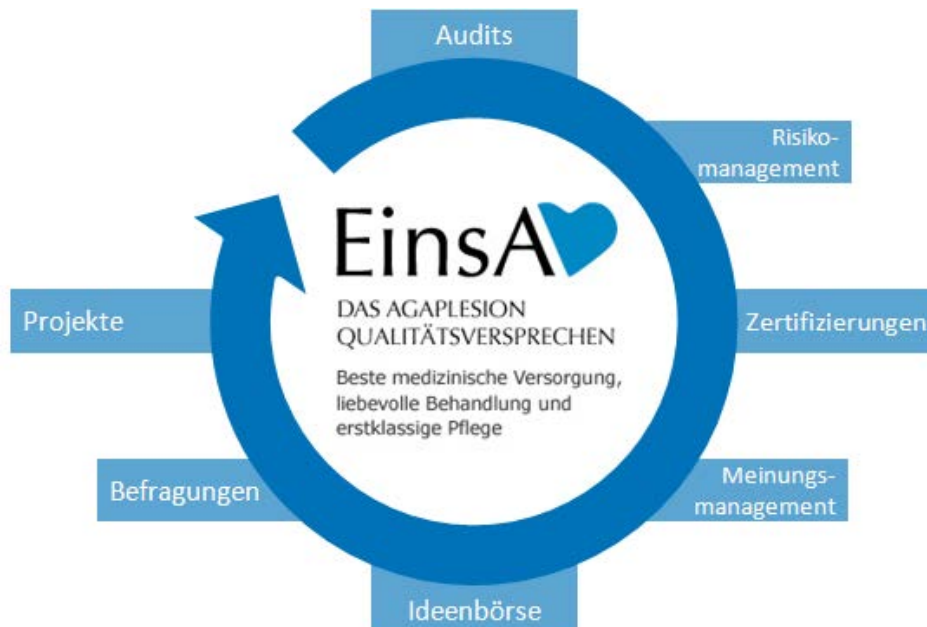 Audits
Risiko-
management
EinsA
DAS AGAPLESION
QUALITÄTSVERSPRECHEN
Beste medizinische Versorgung,
liebevolle Behandlung und
erstklassige Pflege
Projekte
Zertifizierungen
Befragungen
Meinungs-
management
Ideenbörse